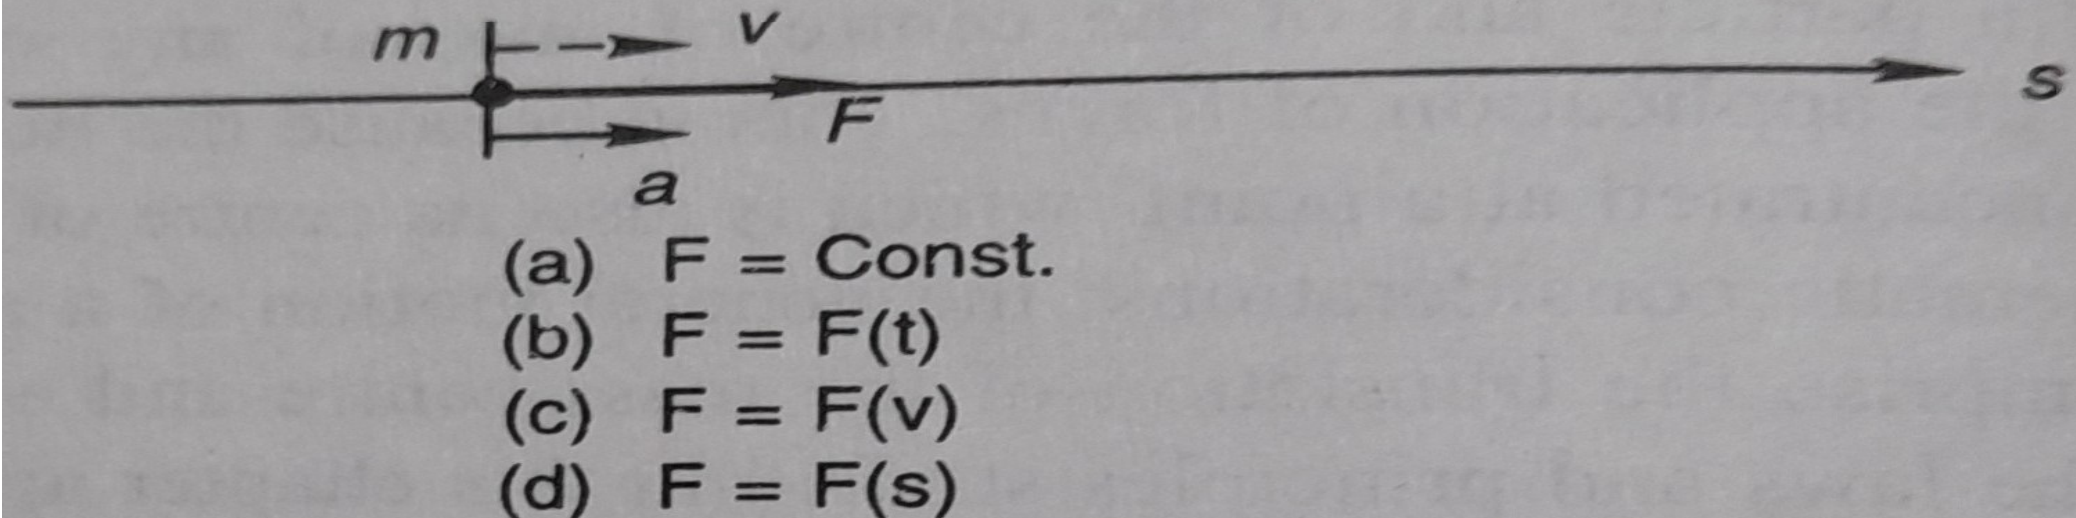 m v
s
F
a
(a) F = Const.
(b) F = F(t)
(c) F = F(v)
(d) F = F(s)